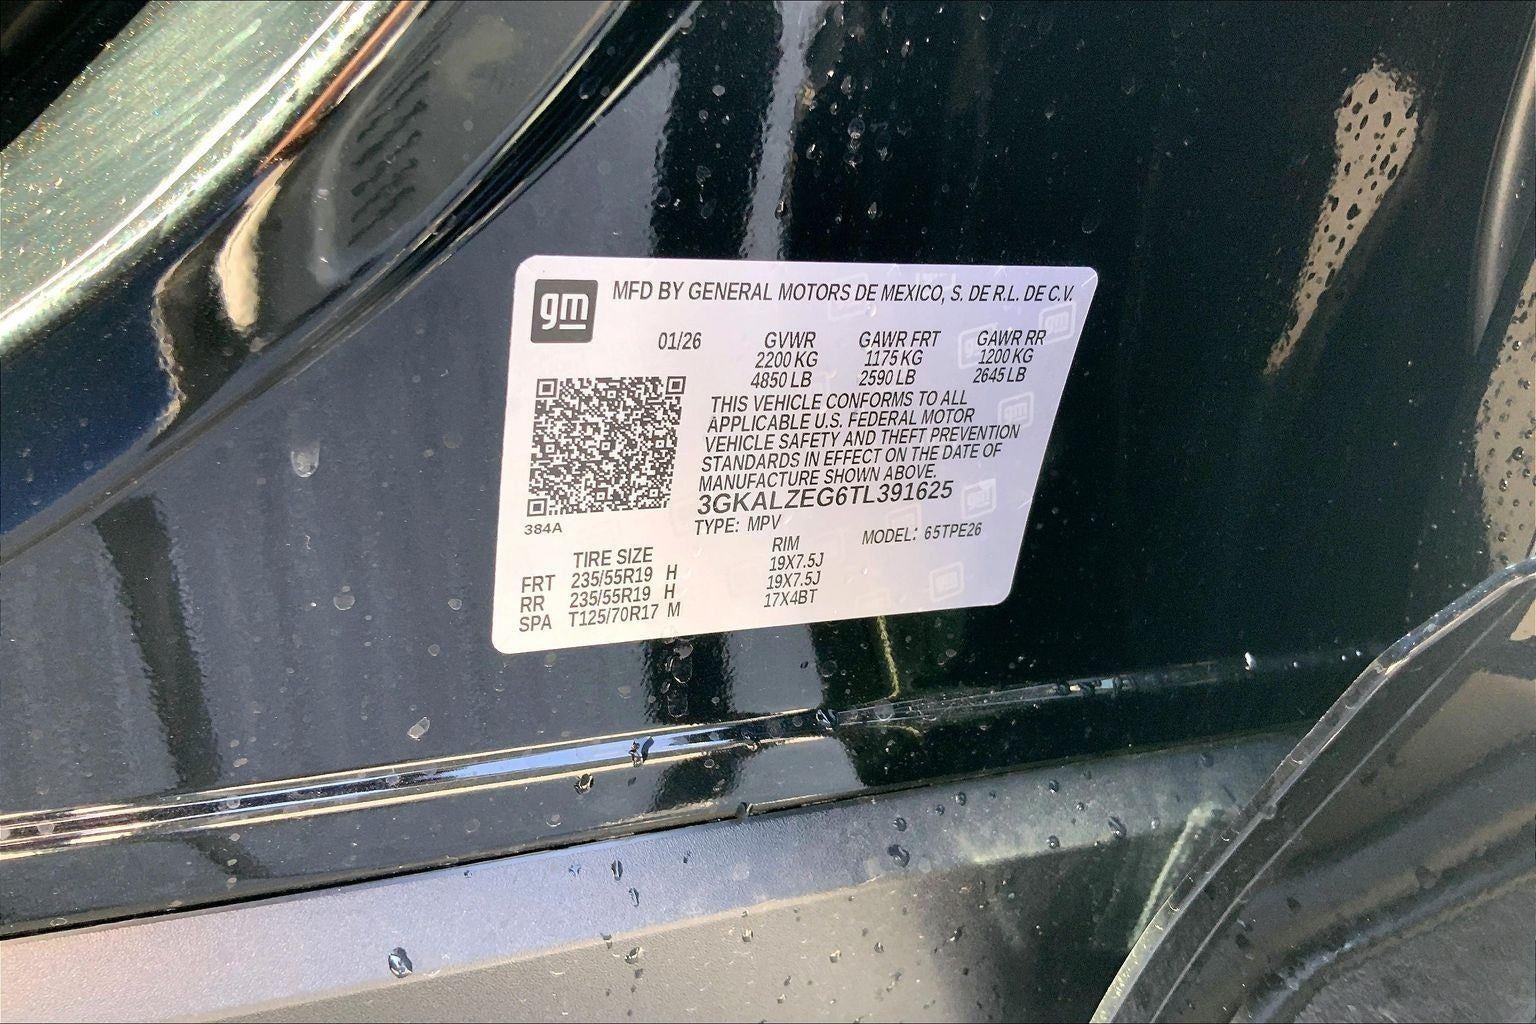 gm MFD BY GENERAL MOTORS DE MEXICO, S. DE R.L. DE C.V.
01/26 GVWR GAWR FRT GAWR RR
2200 KG 1175 KG 1200 KG
4850 LB 2590 LB 2645 LB
THIS VEHICLE CONFORMS TO ALL
APPLICABLE U.S. FEDERAL MOTOR
VEHICLE SAFETY AND THEFT PREVENTION
STANDARDS IN EFFECT ON THE DATE OF
MANUFACTURE SHOWN ABOVE.
3GKALZEG6TL391625
384A TYPE: MPV MODEL: 65TPE26
TIRE SIZE RIM
FRT 235/55R19 H 19X7.5J
RR 235/55R19 H 19X7.5J
SPA T125/70R17 M 17X4BT